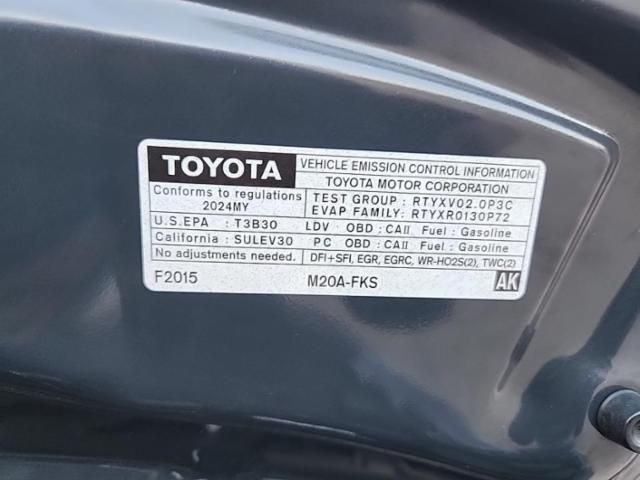 TOYOTA
VEHICLE EMISSION CONTROL INFORMATION
TOYOTA MOTOR CORPORATION
Conforms to regulations
2024MY
TEST GROUP : RTYXV02.0P3C
EVAP FAMILY: RTYXR0130P72
U.S.EPA : T3B30 LDV OBD : CAII Fuel : Gasoline
California : SULEV30 PC OBD : CAII Fuel : Gasoline
No adjustments needed. DFI+SFI, EGR, EGRC, WR-HO2S(2), TWC(2)
F2015 M20A-FKS AK